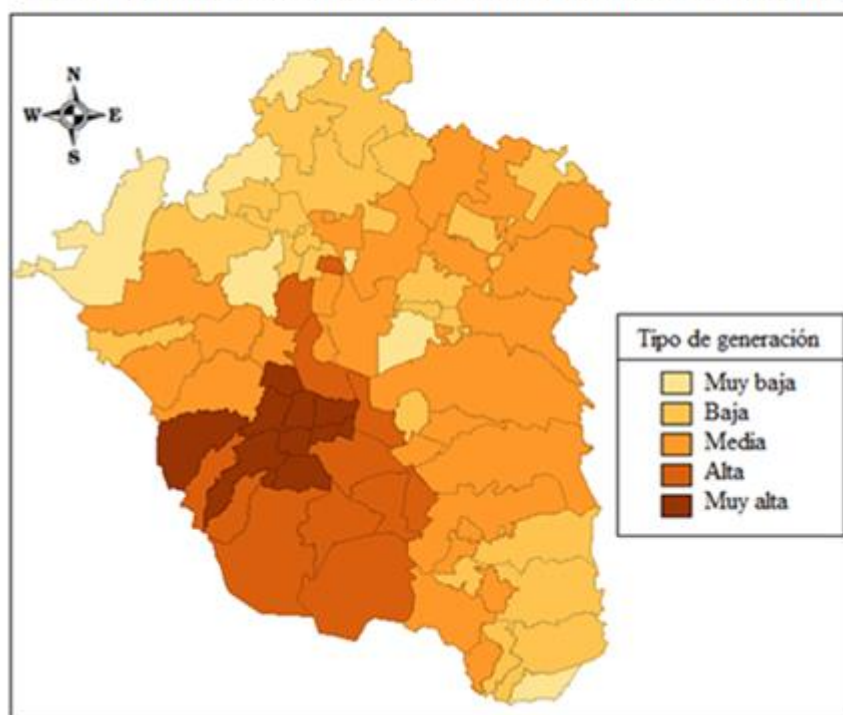 N
W E
S
Tipo de generación
Muy baja
Baja
Media
Alta
Muy alta